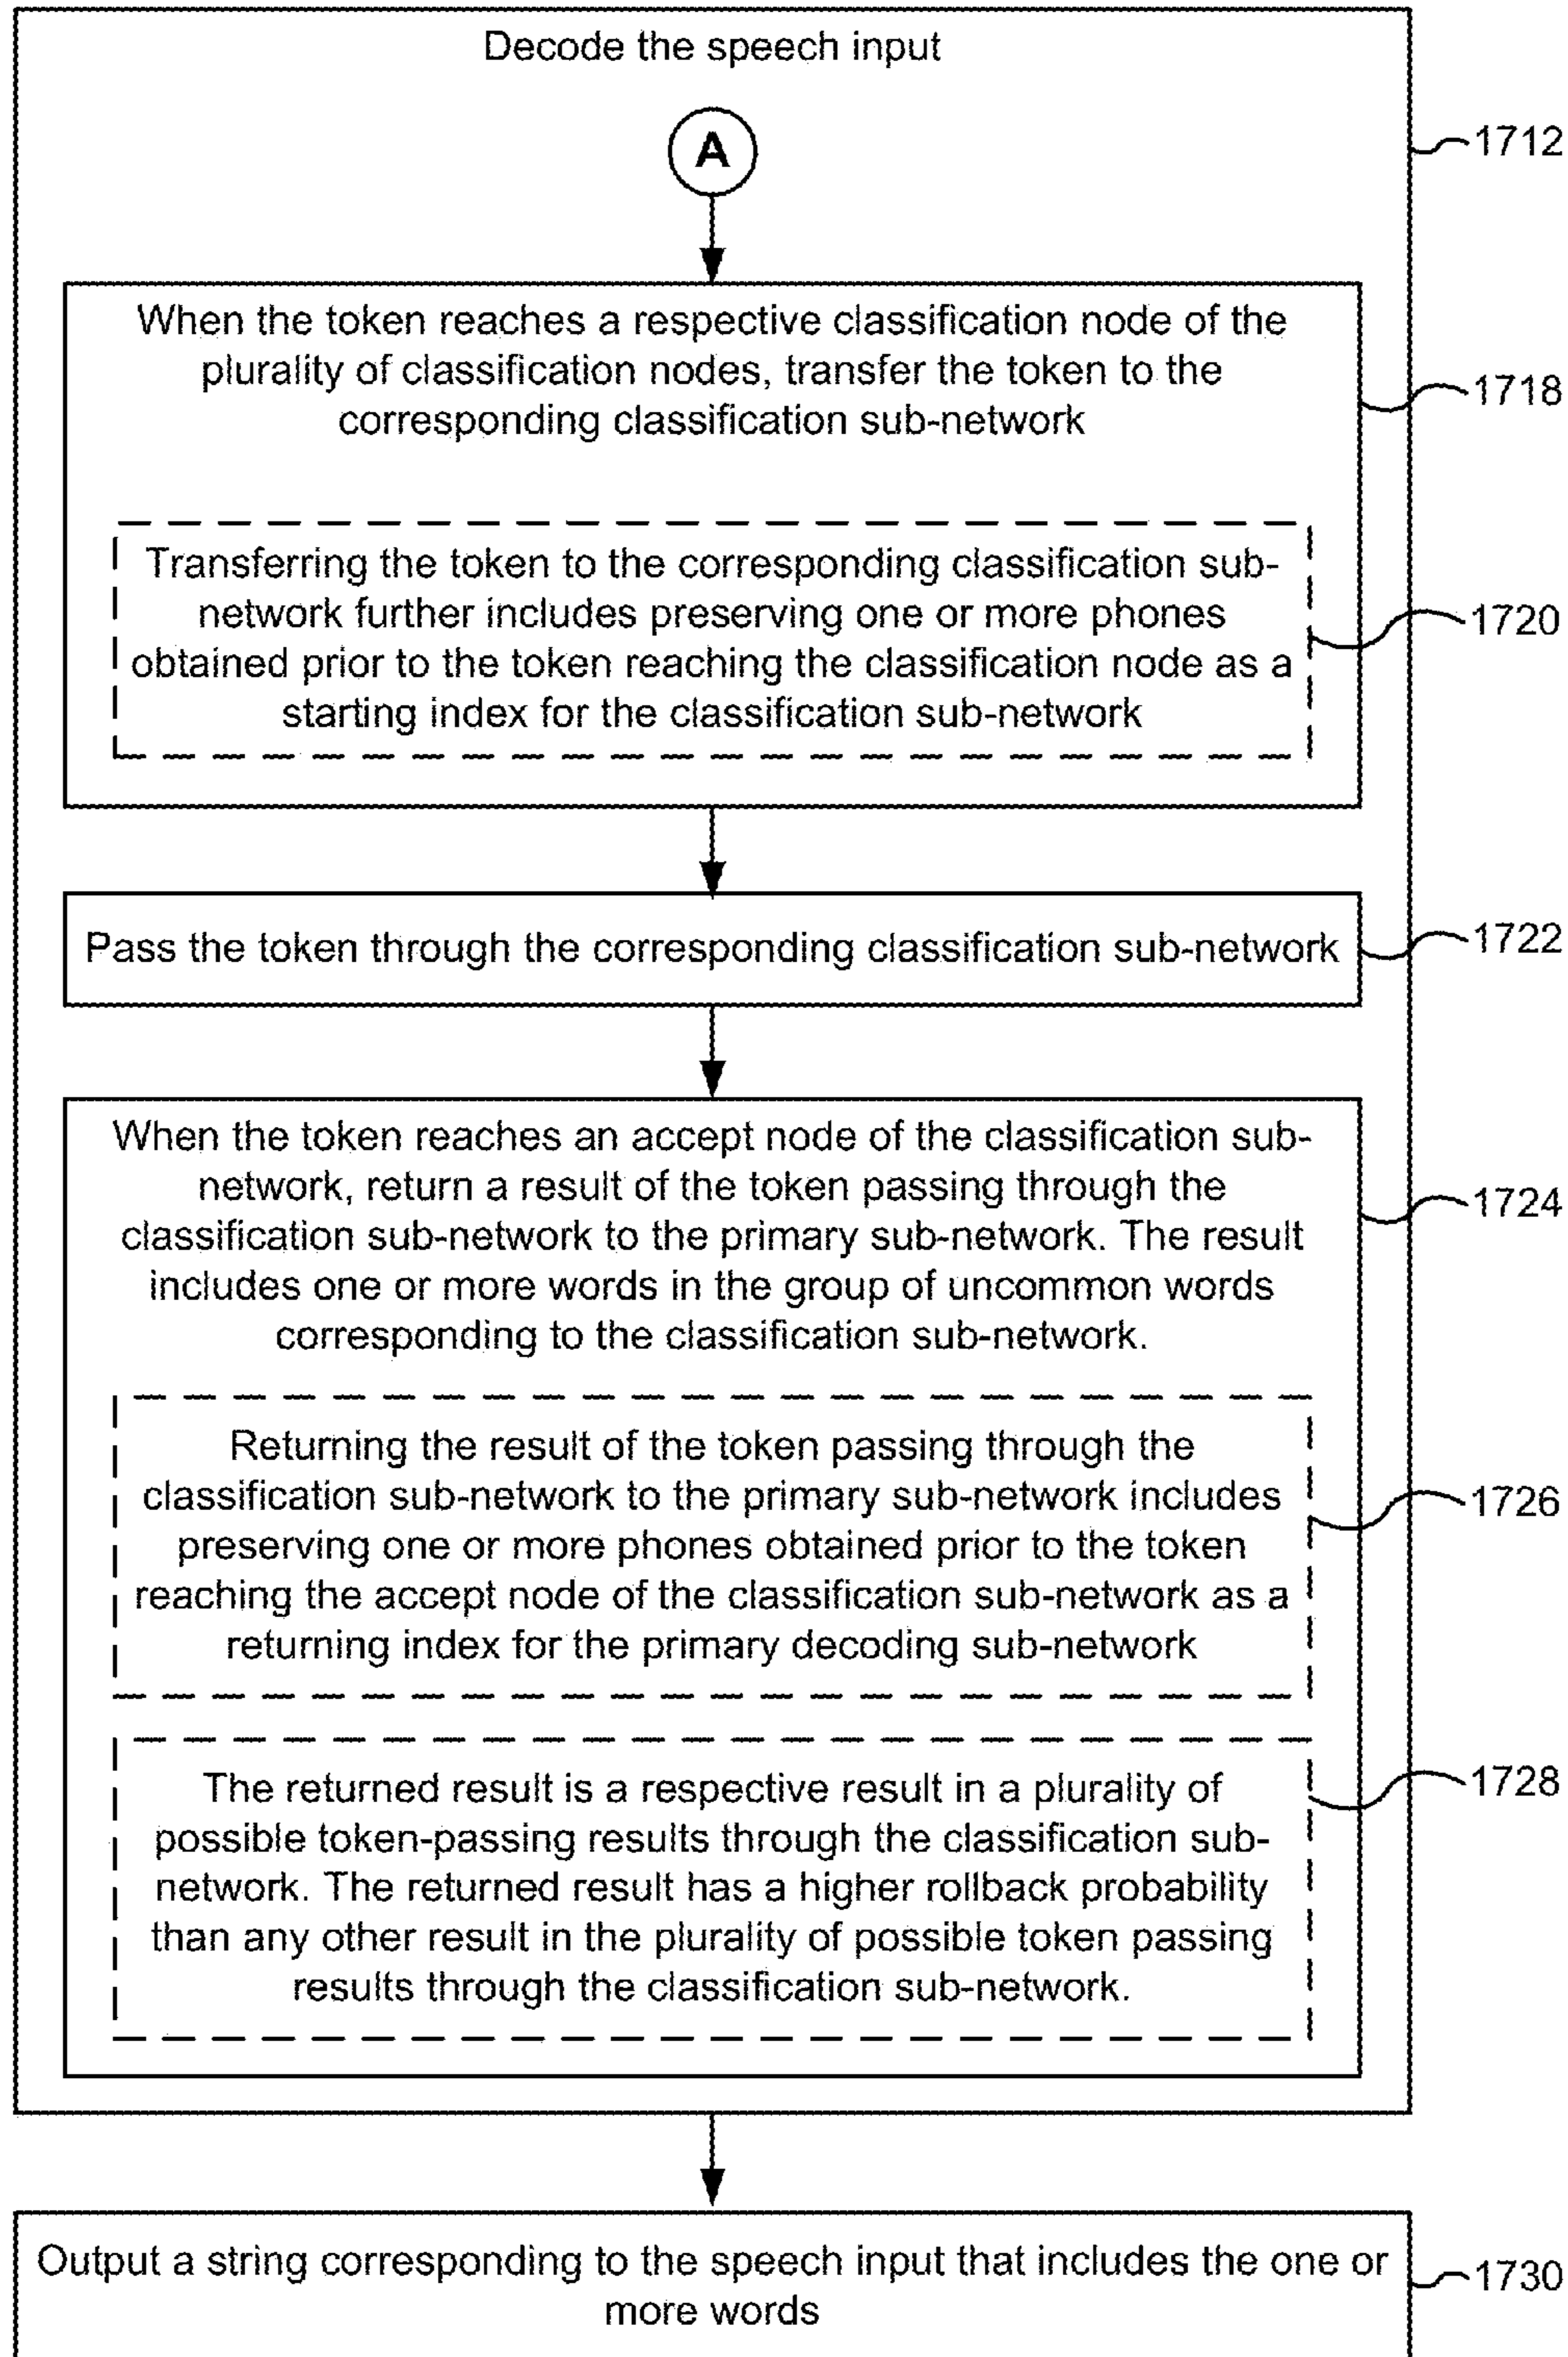 Decode the speech input
A
1712
When the token reaches a respective classification node of the
plurality of classification nodes, transfer the token to the
corresponding classification sub-network
1718
Transferring the token to the corresponding classification sub-
network further includes preserving one or more phones
obtained prior to the token reaching the classification node as a
starting index for the classification sub-network
1720
Pass the token through the corresponding classification sub-network
1722
When the token reaches an accept node of the classification sub-
network, return a result of the token passing through the
classification sub-network to the primary sub-network. The result
includes one or more words in the group of uncommon words
corresponding to the classification sub-network.
1724
Returning the result of the token passing through the
classification sub-network to the primary sub-network includes
preserving one or more phones obtained prior to the token
reaching the accept node of the classification sub-network as a
returning index for the primary decoding sub-network
1726
The returned result is a respective result in a plurality of
possible token-passing results through the classification sub-
network. The returned result has a higher rollback probability
than any other result in the plurality of possible token passing
results through the classification sub-network.
1728
Output a string corresponding to the speech input that includes the one or
more words
1730